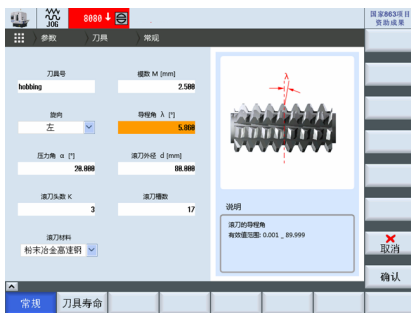 JOG
8080
国家863项目
资助成果
参数 刀具 常规
刀具号
hobbing
模数 M [mm]
2.500
旋向
左
导程角 λ [°]
5.860
压力角 α [°]
20.000
滚刀外径 d [mm]
80.000
滚刀头数 K
3
滚刀槽数
17
滚刀材料
粉末冶金高速钢
λ
说明
滚刀的导程角
有效值范围: 0.001 _ 89.999
取消
确认
常规
刀具寿命